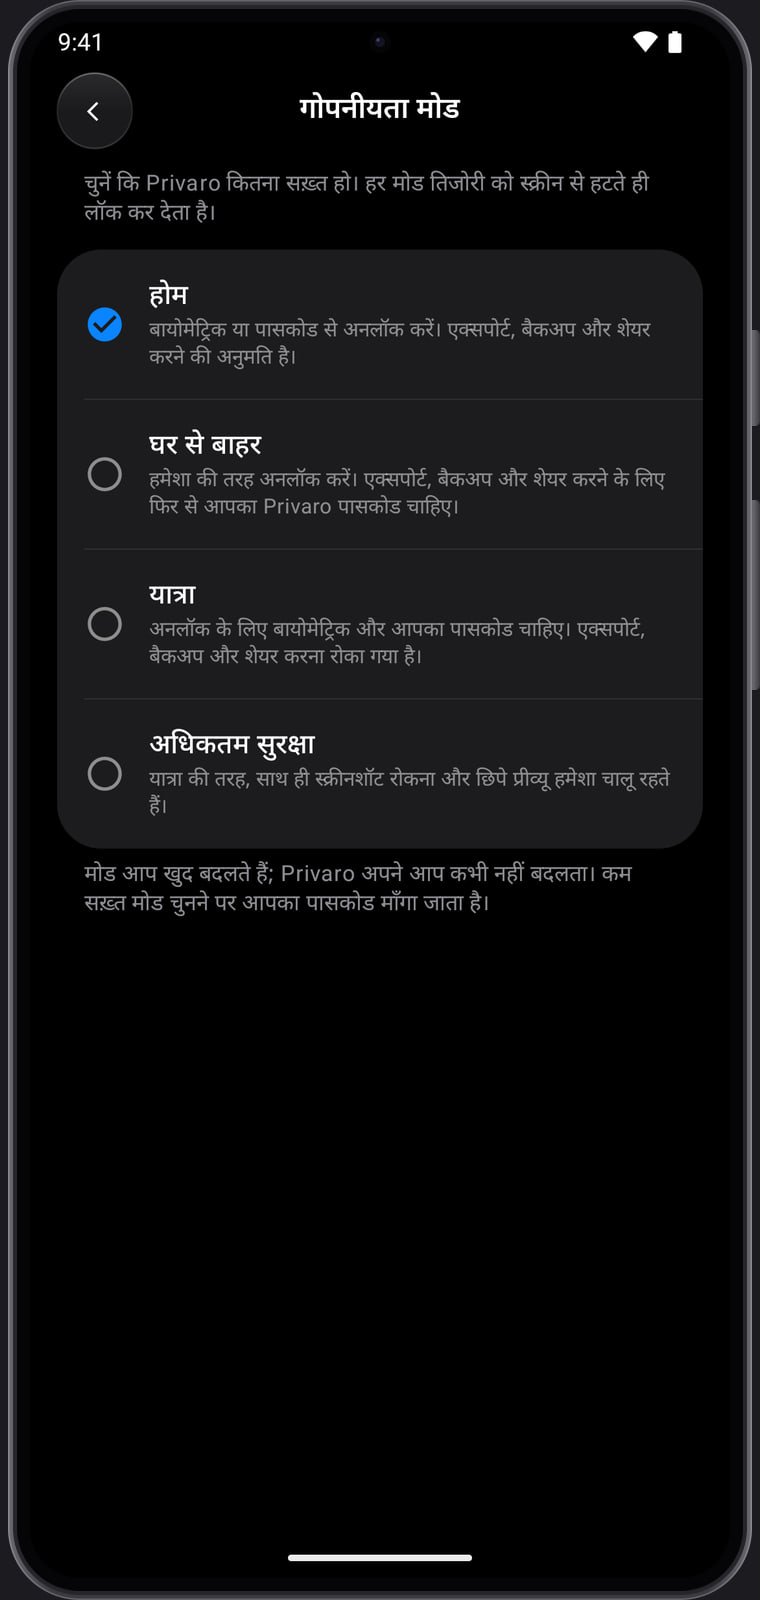 9:41
गोपनीयता मोड
चुनें कि Privaro कितना सख़्त हो। हर मोड तिजोरी को स्क्रीन से हटते ही
लॉक कर देता है।
होम
बायोमेट्रिक या पासकोड से अनलॉक करें। एक्सपोर्ट, बैकअप और शेयर
करने की अनुमति है।
घर से बाहर
हमेशा की तरह अनलॉक करें। एक्सपोर्ट, बैकअप और शेयर करने के लिए
फिर से आपका Privaro पासकोड चाहिए।
यात्रा
अनलॉक के लिए बायोमेट्रिक और आपका पासकोड चाहिए। एक्सपोर्ट,
बैकअप और शेयर करना रोका गया है।
अधिकतम सुरक्षा
यात्रा की तरह, साथ ही स्क्रीनशॉट रोकना और छिपे प्रीव्यू हमेशा चालू रहते
हैं।
मोड आप खुद बदलते हैं; Privaro अपने आप कभी नहीं बदलता। कम
सख़्त मोड चुनने पर आपका पासकोड माँगा जाता है।